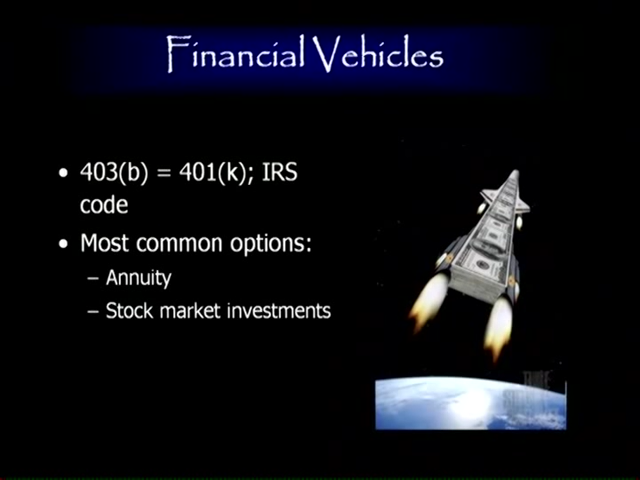 Financial Vehicles
• 403(b) = 401(k); IRS
code
• Most common options:
– Annuity
– Stock market investments